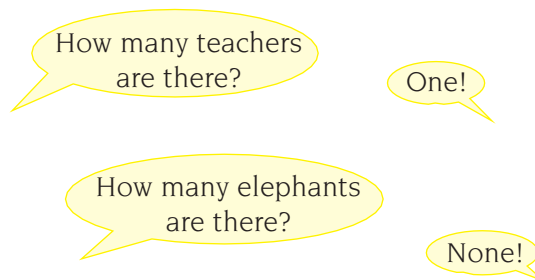 How many teachers
are there?
One!
How many elephants
are there?
None!